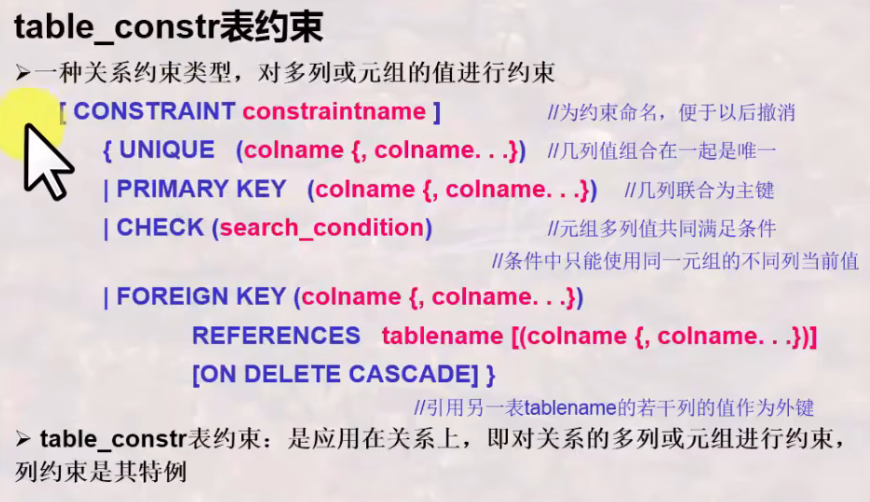 table_constr表约束
➢一种关系约束类型，对多列或元组的值进行约束
[ CONSTRAINT constraintname ] //为约束命名，便于以后撤消
{ UNIQUE (colname {, colname. . .}) //几列值组合在一起是唯一
| PRIMARY KEY (colname {, colname. . .}) //几列联合为主键
| CHECK (search_condition) //元组多列值共同满足条件
//条件中只能使用同一元组的不同列当前值
| FOREIGN KEY (colname {, colname. . .})
REFERENCES tablename [(colname {, colname. . .})]
[ON DELETE CASCADE] }
//引用另一表tablename的若干列的值作为外键
➢ table_constr表约束：是应用在关系上，即对关系的多列或元组进行约束，
列约束是其特例